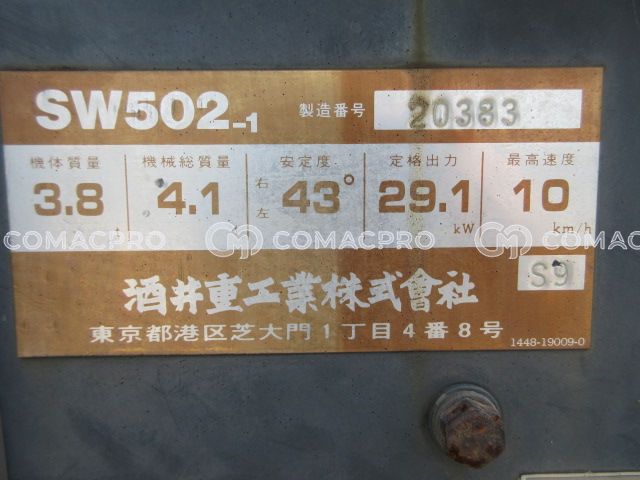 SW502-1 製造番号 20383
機体質量 機械総質量 安定度 定格出力 最高速度
3.8 t 4.1 t 右 左 43° 29.1 kW 10 km/h
COMACPRO COMACPRO COMACPRO
S9
酒井重工業株式會社
東京都港区芝大門1丁目4番8号
1448-19009-0